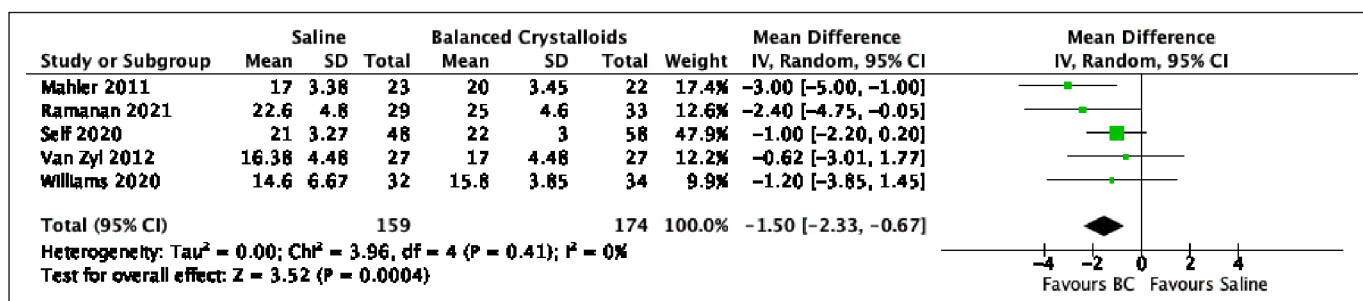 Saline Balanced Crystalloids Mean Difference Mean Difference
Study or Subgroup Mean SD Total Mean SD Total Weight IV, Random, 95% CI IV, Random, 95% CI
Mahler 2011 17 3.38 23 20 3.45 22 17.4% −3.00 [−5.00, −1.00]
Ramanan 2021 22.6 4.8 29 25 4.6 33 12.6% −2.40 [−4.75, −0.05]
Self 2020 21 3.27 48 22 3 58 47.9% −1.00 [−2.20, 0.20]
Van Zyl 2012 16.38 4.48 27 17 4.48 27 12.2% −0.62 [−3.01, 1.77]
Williams 2020 14.6 6.67 32 15.8 3.85 34 9.9% −1.20 [−3.85, 1.45]
Total (95% CI) 159 174 100.0% −1.50 [−2.33, −0.67]
Heterogeneity: Tau² = 0.00; Chi² = 3.96, df = 4 (P = 0.41); I² = 0%
Test for overall effect: Z = 3.52 (P = 0.0004)
−4 −2 0 2 4
Favours BC Favours Saline